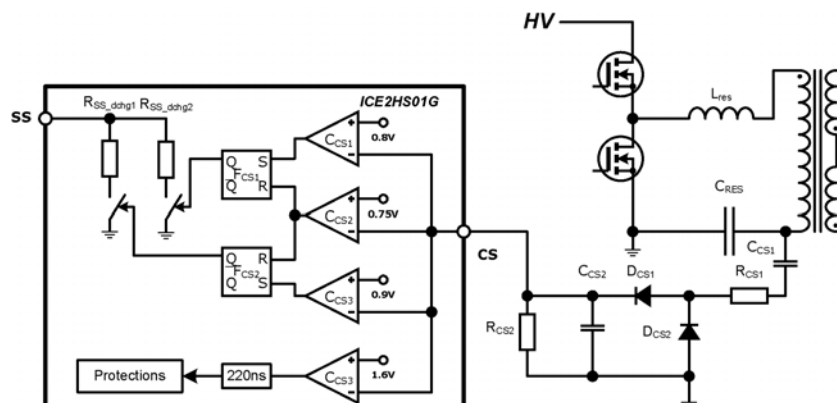 HV
ICE2HS01G
RSS_dchg1 RSS_dchg2
SS
0.8V
CCS1
Lres
Q S
FCS1
Q R
CCS2
0.75V
CRES
CCS1
CS
Q R
FCS2
Q S
CCS3
0.9V
CCS2 DCS1 RCS1
RCS2
DCS2
Protections
220ns
CCS3
1.6V